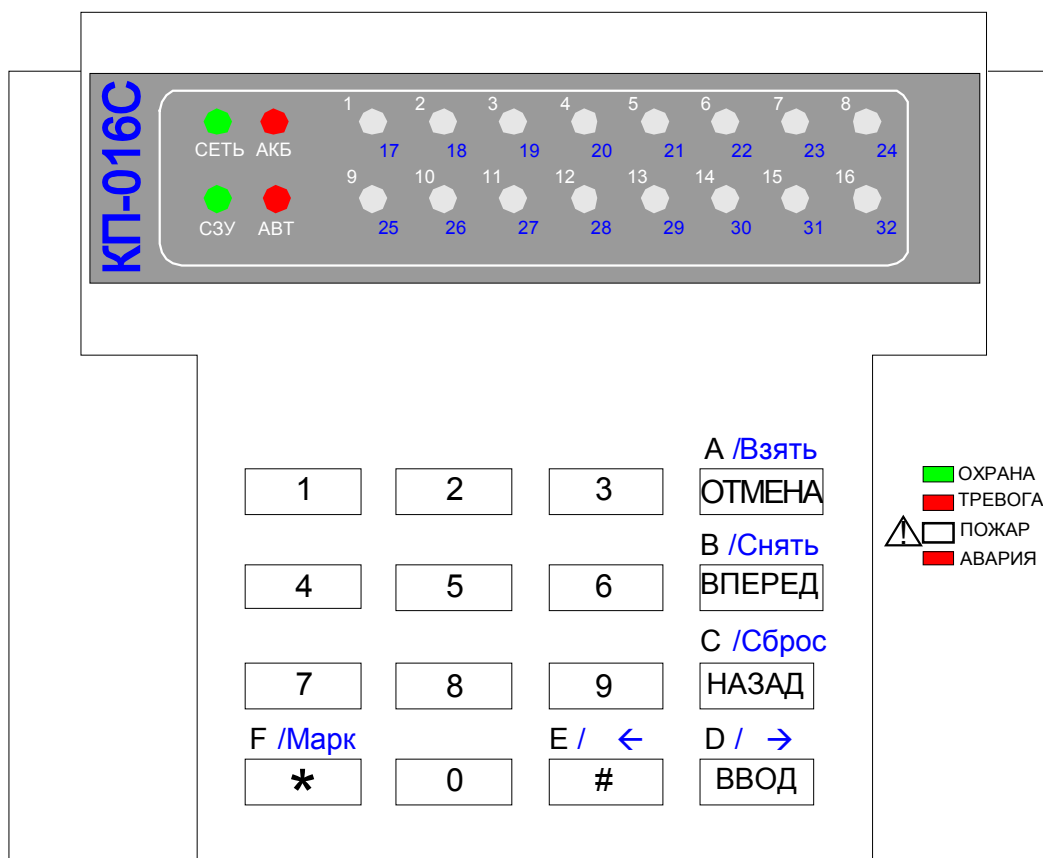 КП-016С
1 2 3 4 5 6 7 8
СЕТЬ АКБ 17 18 19 20 21 22 23 24
9 10 11 12 13 14 15 16
СЗУ АВТ 25 26 27 28 29 30 31 32
A /Взять
1 2 3 ОТМЕНА
B /Снять
4 5 6 ВПЕРЕД
C /Сброс
7 8 9 НАЗАД
F /Марк E / ← D / →
* 0 # ВВОД
ОХРАНА
ТРЕВОГА
ПОЖАР
АВАРИЯ